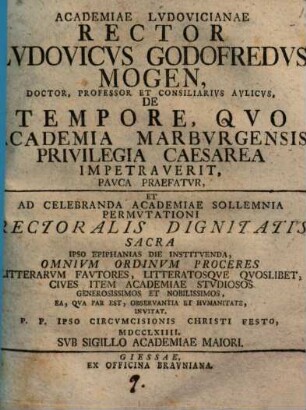 ACADEMIAE LVDOVICIANAE
RECTOR
LVDOVICVS GODOFREDVS
MOGEN,
DOCTOR, PROFESSOR ET CONSILIARIVS AVLICVS,
DE
TEMPORE, QVO
ACADEMIA MARBVRGENSIS
PRIVILEGIA CAESAREA
IMPETRAVERIT,
PAVCA PRAEFATVR,
ET
AD CELEBRANDA ACADEMIAE SOLLEMNIA
PERMVTATIONI
RECTORALIS DIGNITATIS
SACRA
IPSO EPIPHANIAS DIE INSTITVENDA,
OMNIVM ORDINVM PROCERES
LITTERARVM FAVTORES, LITTERATOSQVE QVOSLIBET,
CIVES ITEM ACADEMIAE STVDIOSOS
GENEROSISSIMOS ET NOBILISSIMOS,
EA, QVA PAR EST, OBSERVANTIA ET HVMANITATE,
INVITAT.
P. P. IPSO CIRCVMCISIONIS CHRISTI FESTO,
MDCCLXIIII.
SVB SIGILLO ACADEMIAE MAIORI.
GIESSAE,
EX OFFICINA BRAVNIANA.
9.